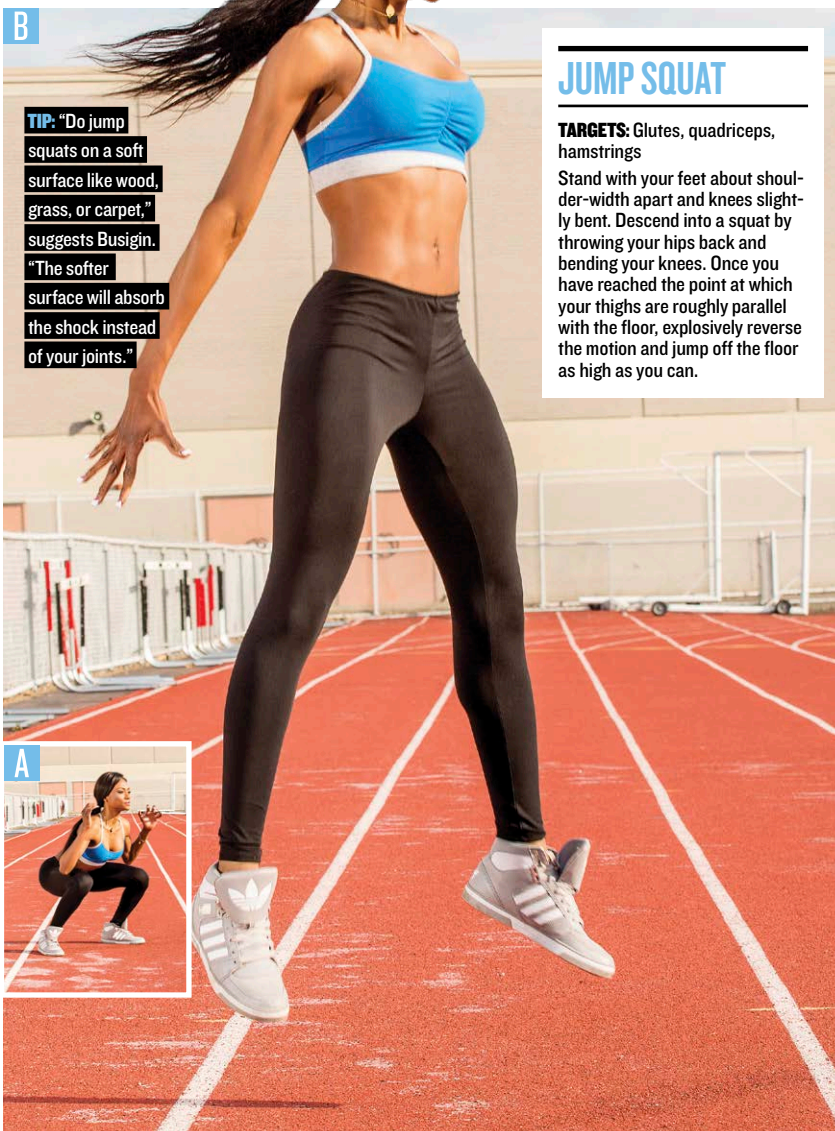 B
TIP: “Do jump
squats on a soft
surface like wood,
grass, or carpet,”
suggests Busigin.
“The softer
surface will absorb
the shock instead
of your joints.”
JUMP SQUAT
TARGETS: Glutes, quadriceps,
hamstrings
Stand with your feet about shoul-
der-width apart and knees slight-
ly bent. Descend into a squat by
throwing your hips back and
bending your knees. Once you
have reached the point at which
your thighs are roughly parallel
with the floor, explosively reverse
the motion and jump off the floor
as high as you can.
A